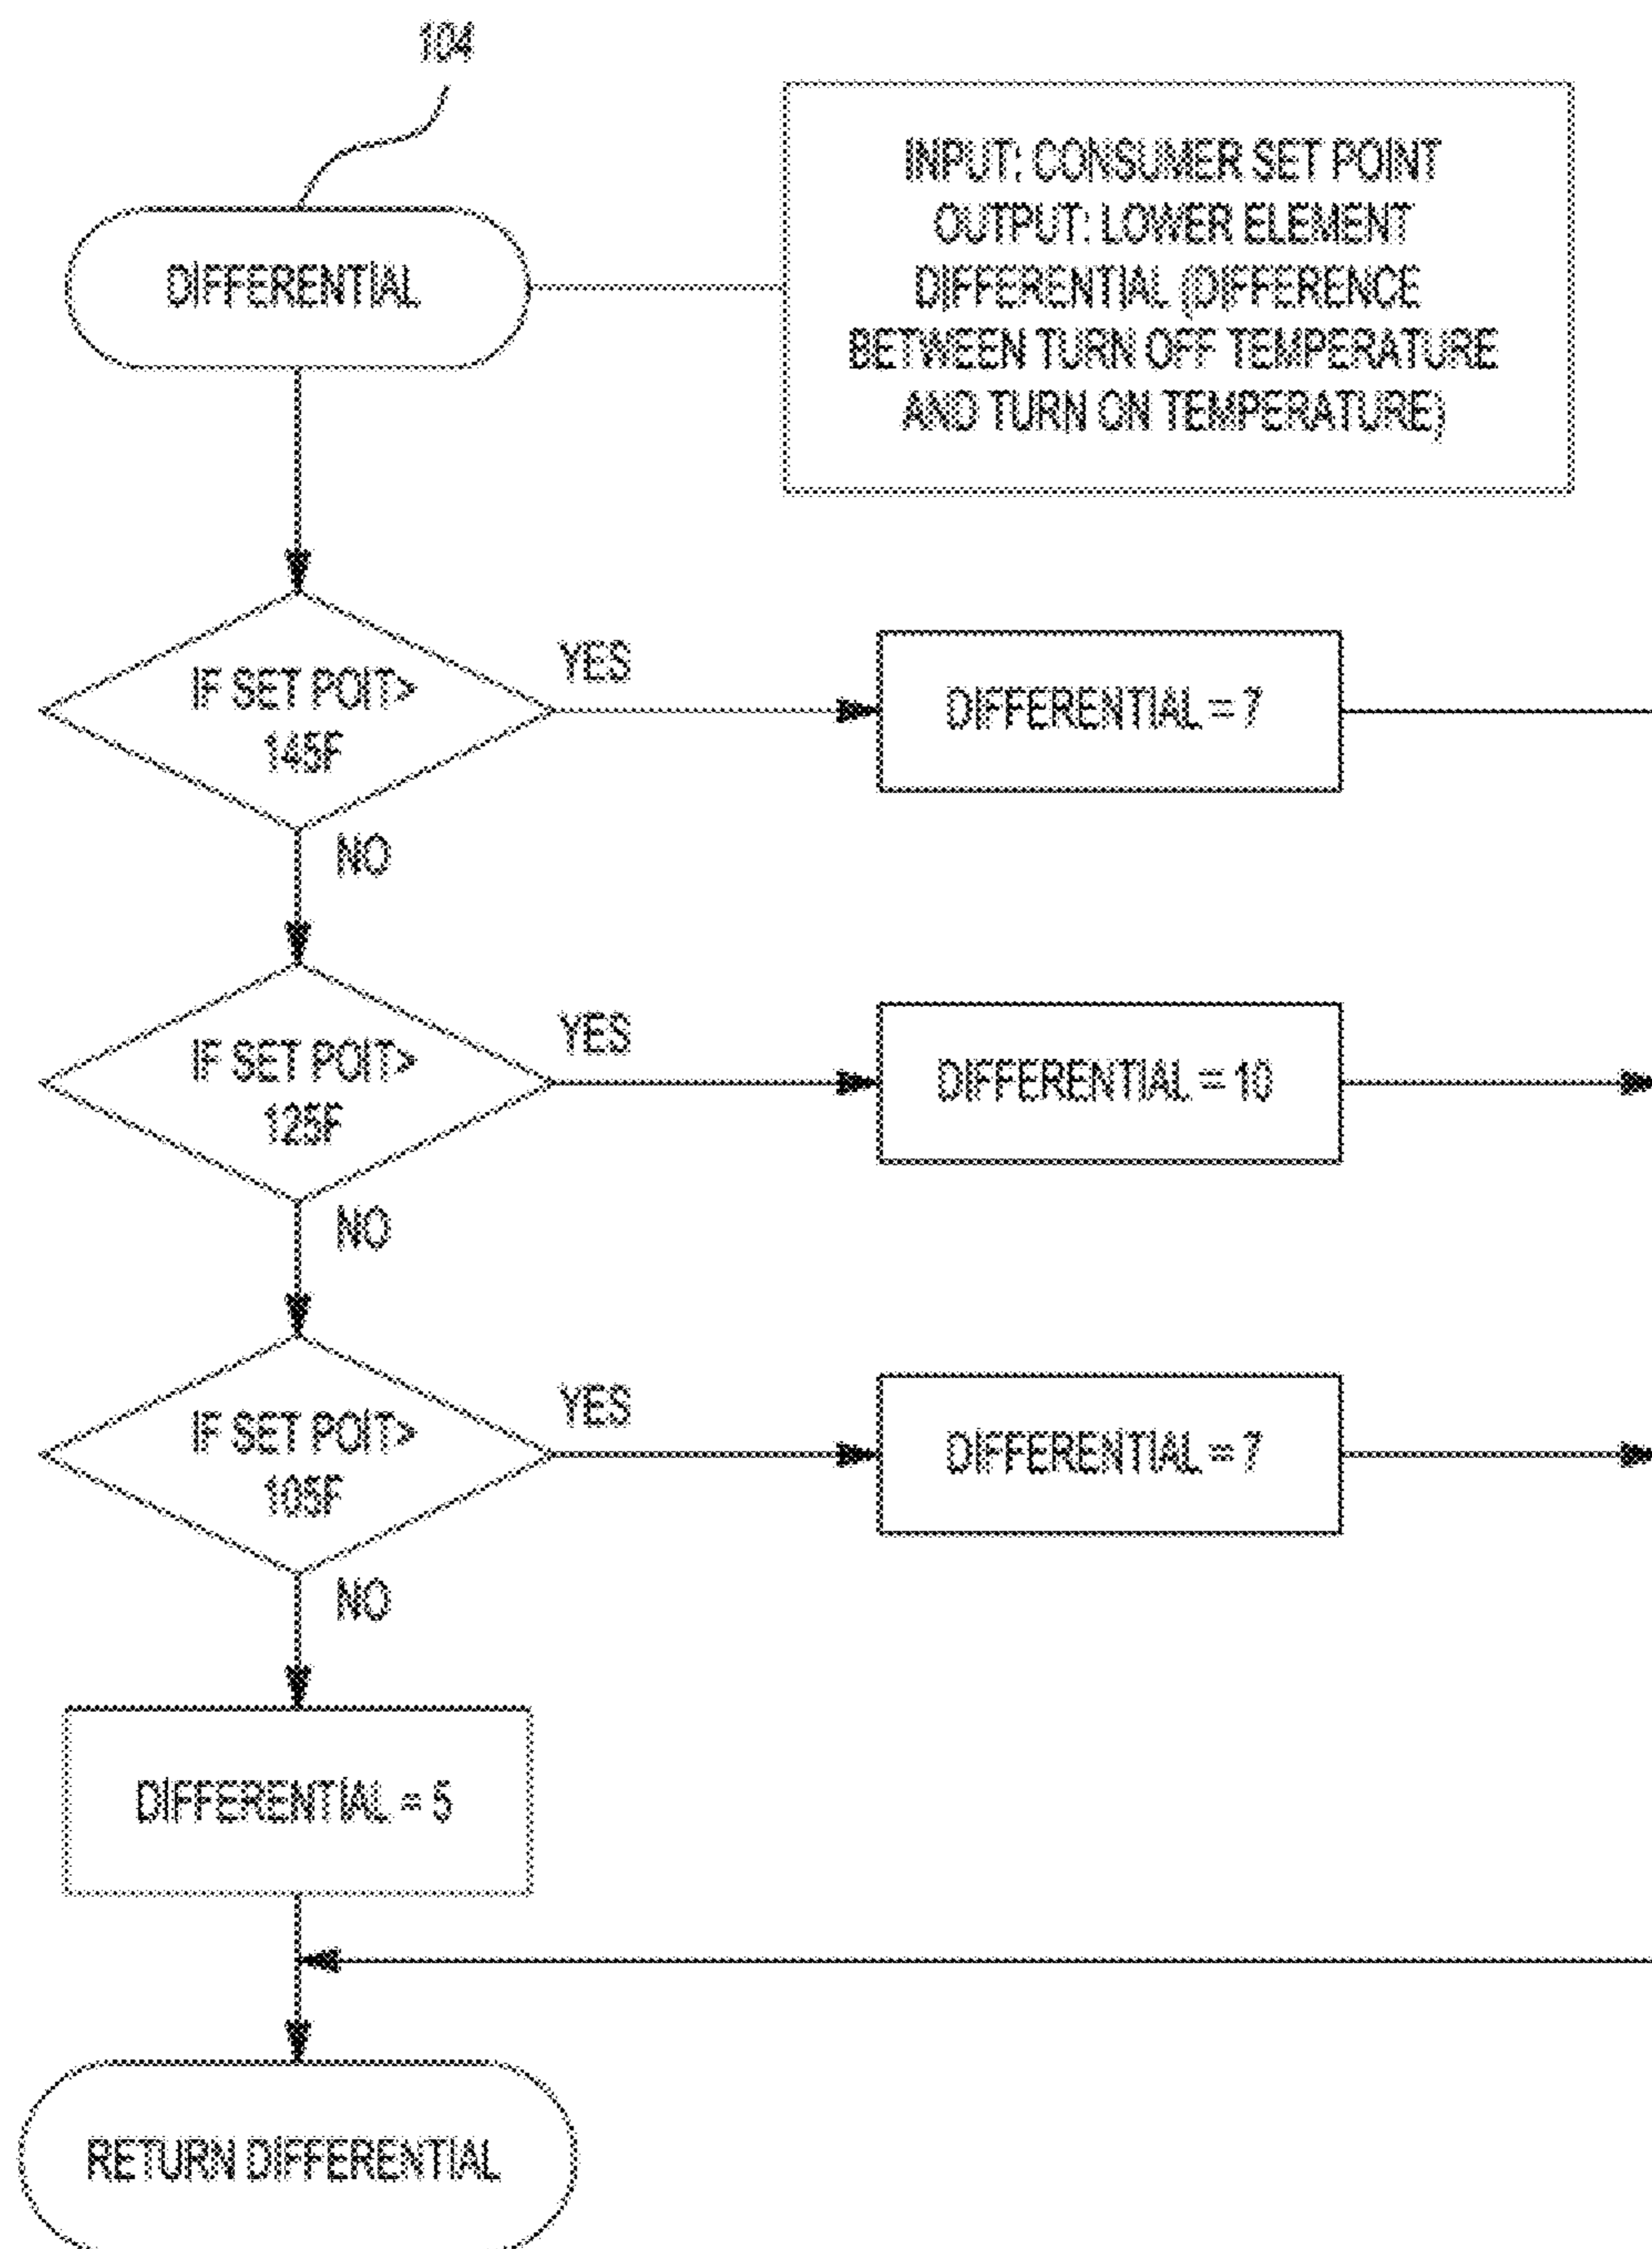 104
DIFFERENTIAL
INPUT: CONSUMER SET POINT
OUTPUT: LOWER ELEMENT
DIFFERENTIAL (DIFFERENCE
BETWEEN TURN OFF TEMPERATURE
AND TURN ON TEMPERATURE)
IF SET POIT>
145F
YES
DIFFERENTIAL = 7
NO
IF SET POIT>
125F
YES
DIFFERENTIAL = 10
NO
IF SET POIT>
105F
YES
DIFFERENTIAL = 7
NO
DIFFERENTIAL = 5
RETURN DIFFERENTIAL